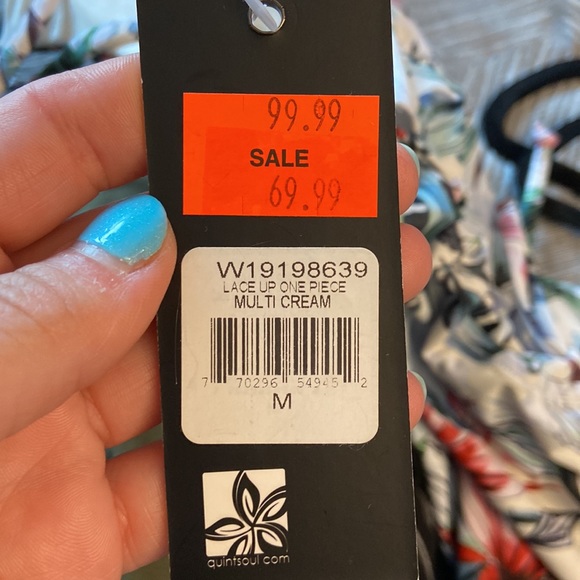 99.99
SALE
69.99
W19198639
LACE UP ONE PIECE
MULTI CREAM
7 70296 54945 2
M
quintsoul.com